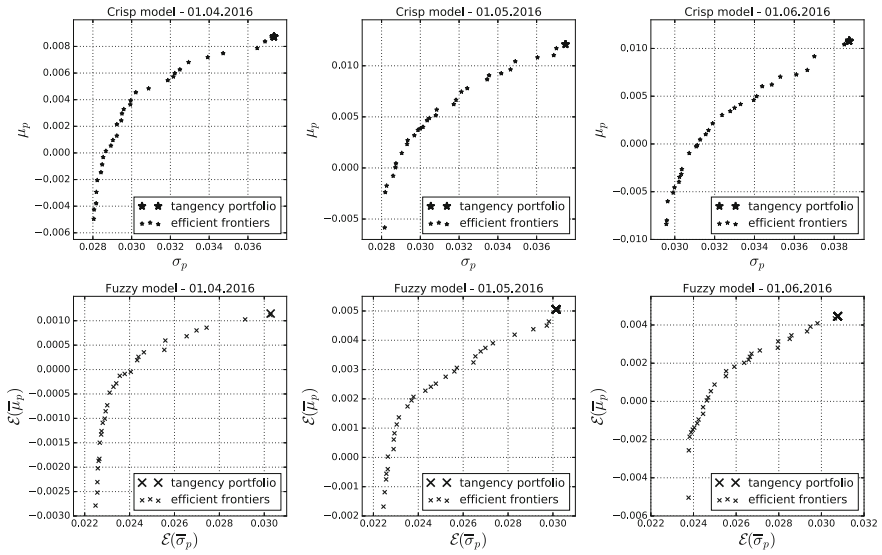 Crisp model - 01.04.2016
0.008
0.006
0.004
0.002
0.000
−0.002
−0.004
−0.006
μp
0.028 0.030 0.032 0.034 0.036
σp
tangency portfolio
efficient frontiers
Crisp model - 01.05.2016
0.010
0.005
0.000
−0.005
μp
0.028 0.030 0.032 0.034 0.036
σp
tangency portfolio
efficient frontiers
Crisp model - 01.06.2016
0.010
0.005
0.000
−0.005
−0.010
μp
0.030 0.032 0.034 0.036 0.038
σp
tangency portfolio
efficient frontiers
Fuzzy model - 01.04.2016
0.0010
0.0005
0.0000
−0.0005
−0.0010
−0.0015
−0.0020
−0.0025
−0.0030
ℰ(μ̅p)
0.022 0.024 0.026 0.028 0.030
ℰ(σ̅p)
tangency portfolio
efficient frontiers
Fuzzy model - 01.05.2016
0.005
0.004
0.003
0.002
0.001
0.000
−0.001
−0.002
ℰ(μ̅p)
0.022 0.024 0.026 0.028 0.030
ℰ(σ̅p)
tangency portfolio
efficient frontiers
Fuzzy model - 01.06.2016
0.004
0.002
0.000
−0.002
−0.004
−0.006
ℰ(μ̅p)
0.022 0.024 0.026 0.028 0.030 0.032
ℰ(σ̅p)
tangency portfolio
efficient frontiers